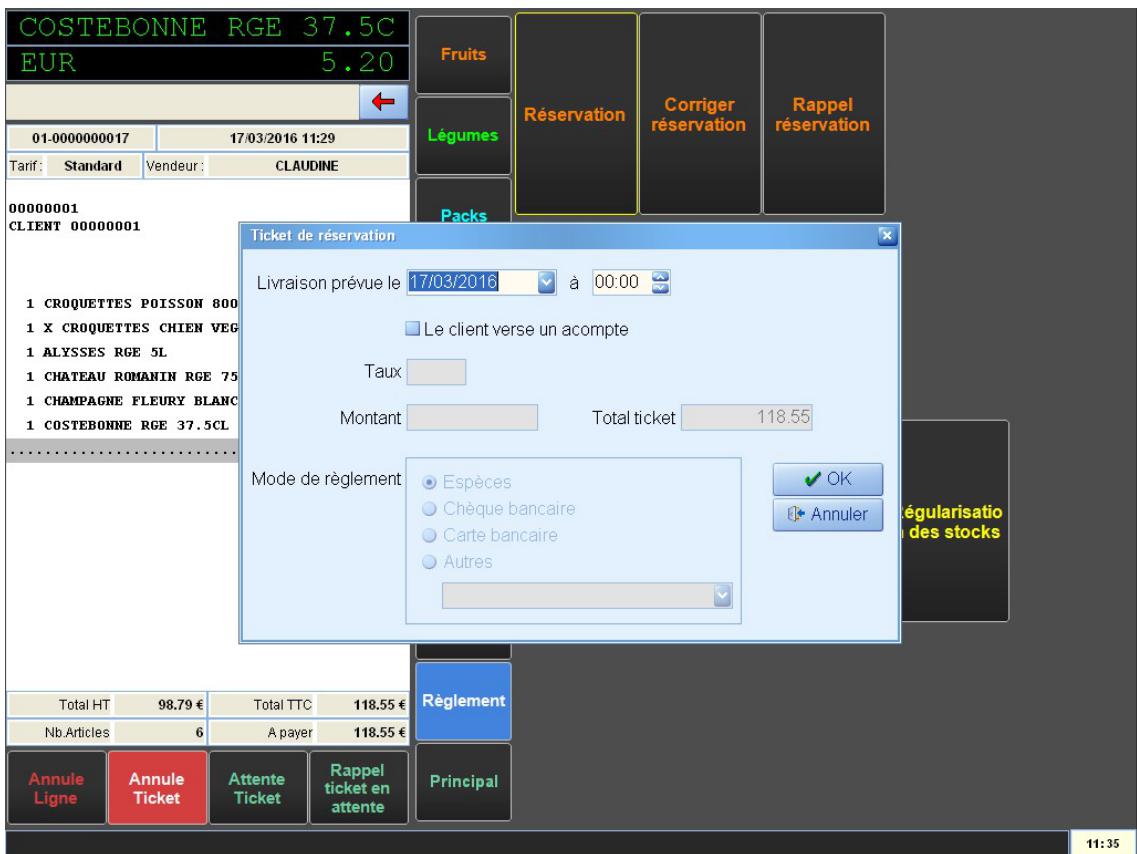 COSTEBONNE RGE 37.5C
EUR 5.20
01-0000000017 17/03/2016 11:29
Tarif : Standard Vendeur : CLAUDINE
00000001
CLIENT 00000001
1 CROQUETTES POISSON 800
1 X CROQUETTES CHIEN VEG
1 ALYSSES RGE 5L
1 CHATEAU ROMANIN RGE 75
1 CHAMPAGNE FLEURY BLANC
1 COSTEBONNE RGE 37.5CL
Total HT 98.79 € Total TTC 118.55 €
Nb.Articles 6 A payer 118.55 €
Annule
Ligne
Annule
Ticket
Attente
Ticket
Rappel
ticket en
attente
Fruits
Légumes
Packs
Règlement
Principal
Réservation
Corriger
réservation
Rappel
réservation
Ticket de réservation
Livraison prévue le 17/03/2016 à 00:00
Le client verse un acompte
Taux
Montant Total ticket 118.55
Mode de règlement
Espèces
Chèque bancaire
Carte bancaire
Autres
OK
Annuler
égularisatio
des stocks
11:35